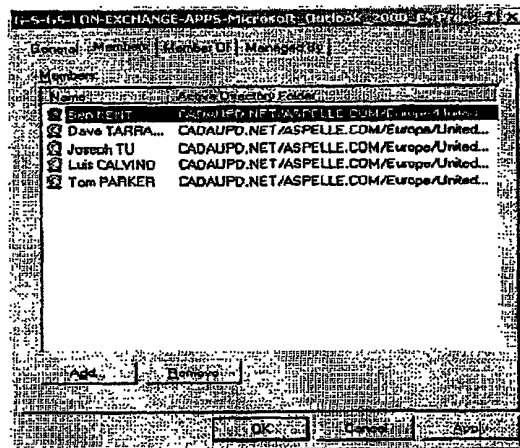 G-S-GS-LON-EXCHANGE-APPS-Microsoft Outlook 2000 ? X
General Members Member Of Managed By
Members:
Name Active Directory Folder
Ben KENT CADAUPD.NET/ASPELLE.COM/Europe/United...
Dave TARRA... CADAUPD.NET/ASPELLE.COM/Europe/United...
Joseph TU CADAUPD.NET/ASPELLE.COM/Europe/United...
Luis CALVINO CADAUPD.NET/ASPELLE.COM/Europe/United...
Tom PARKER CADAUPD.NET/ASPELLE.COM/Europe/United...
Add... Remove
OK Cancel Apply